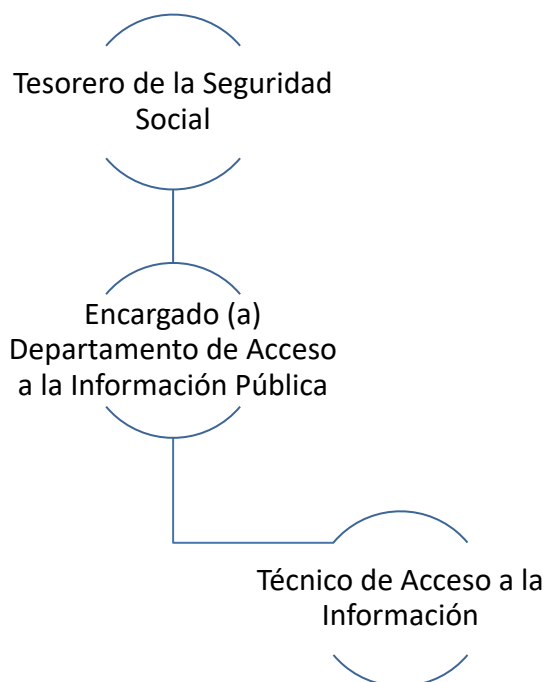 Tesorero de la Seguridad
Social
Encargado (a)
Departamento de Acceso
a la Información Pública
Técnico de Acceso a la
Información